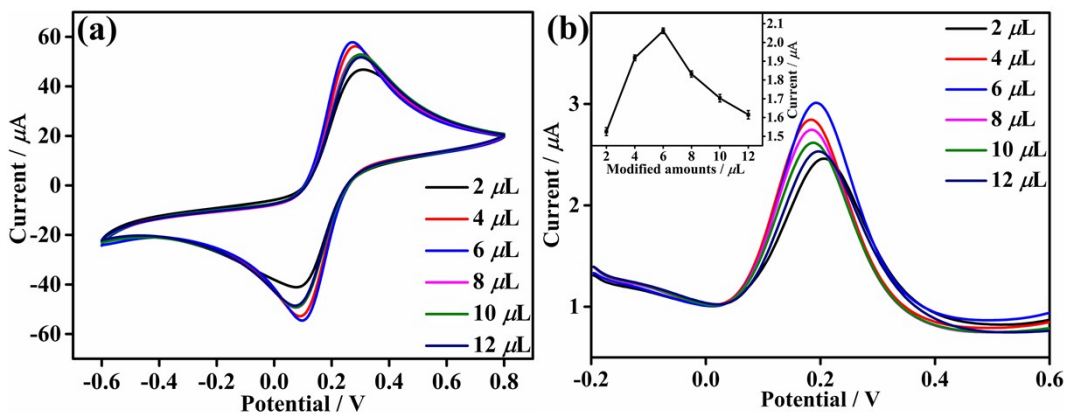 (a)
60
40
20
0
-20
-40
-60
Current / μA
-0.6
-0.4
-0.2
0.0
0.2
0.4
0.6
0.8
Potential / V
2 μL
4 μL
6 μL
8 μL
10 μL
12 μL
(b)
3
2
1
Current / μA
-0.2
0.0
0.2
0.4
0.6
Potential / V
2 μL
4 μL
6 μL
8 μL
10 μL
12 μL
2.1
2.0
1.9
1.8
1.7
1.6
1.5
Current / μA
2
4
6
8
10
12
Modified amounts / μL